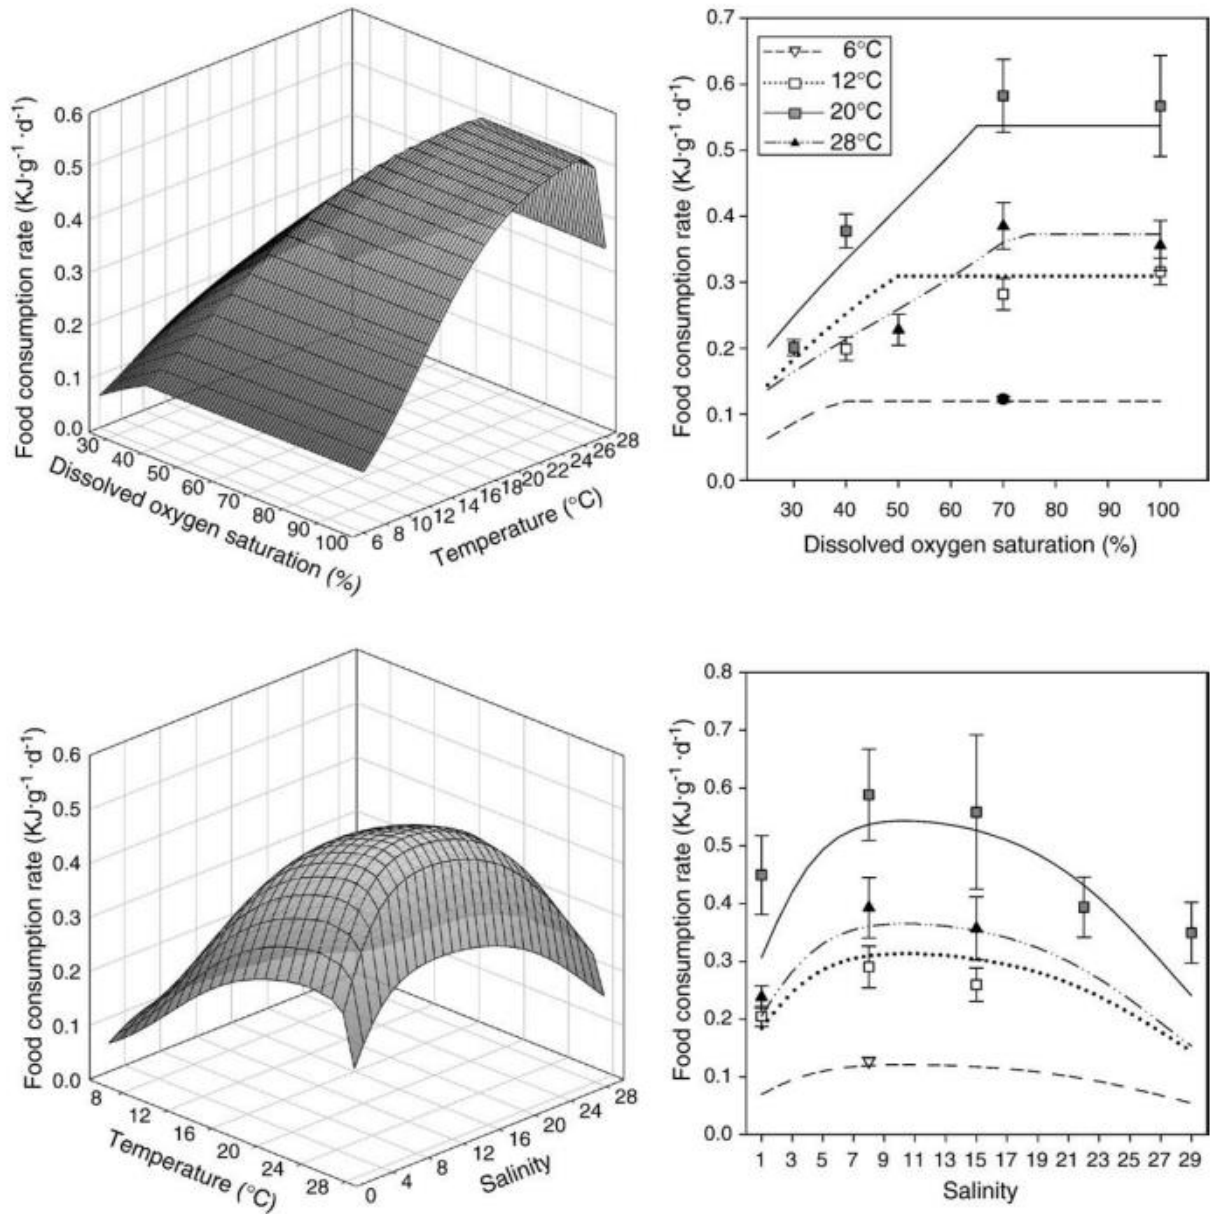 Food consumption rate (KJ·g-1 ·d-1)
0.6
0.5
0.4
0.3
0.2
0.1
0.0
30
40
50
60
70
80
90
100
Dissolved oxygen saturation (%)
6 8 10 12 14 16 18 20 22 24 26 28
Temperature (°C)
Food consumption rate (KJ·g-1 ·d-1)
0.7
0.6
0.5
0.4
0.3
0.2
0.1
0.0
6°C
12°C
20°C
28°C
30 40 50 60 70 80 90 100
Dissolved oxygen saturation (%)
Food consumption rate (KJ·g-1 ·d-1)
0.6
0.5
0.4
0.3
0.2
0.1
0.0
8
12
16
20
24
28
Temperature (°C)
0 4 8 12 16 20 24 28
Salinity
Food consumption rate (KJ·g-1 ·d-1)
0.8
0.7
0.6
0.5
0.4
0.3
0.2
0.1
0.0
1 3 5 7 9 11 13 15 17 19 21 23 25 27 29
Salinity